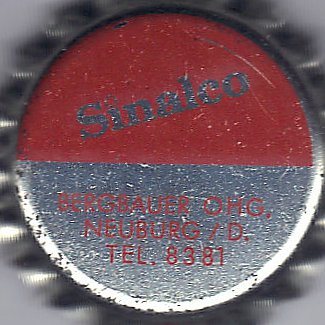 Sinalco
BERGBAUER OHG,
NEUBURG / D,
TEL. 8381